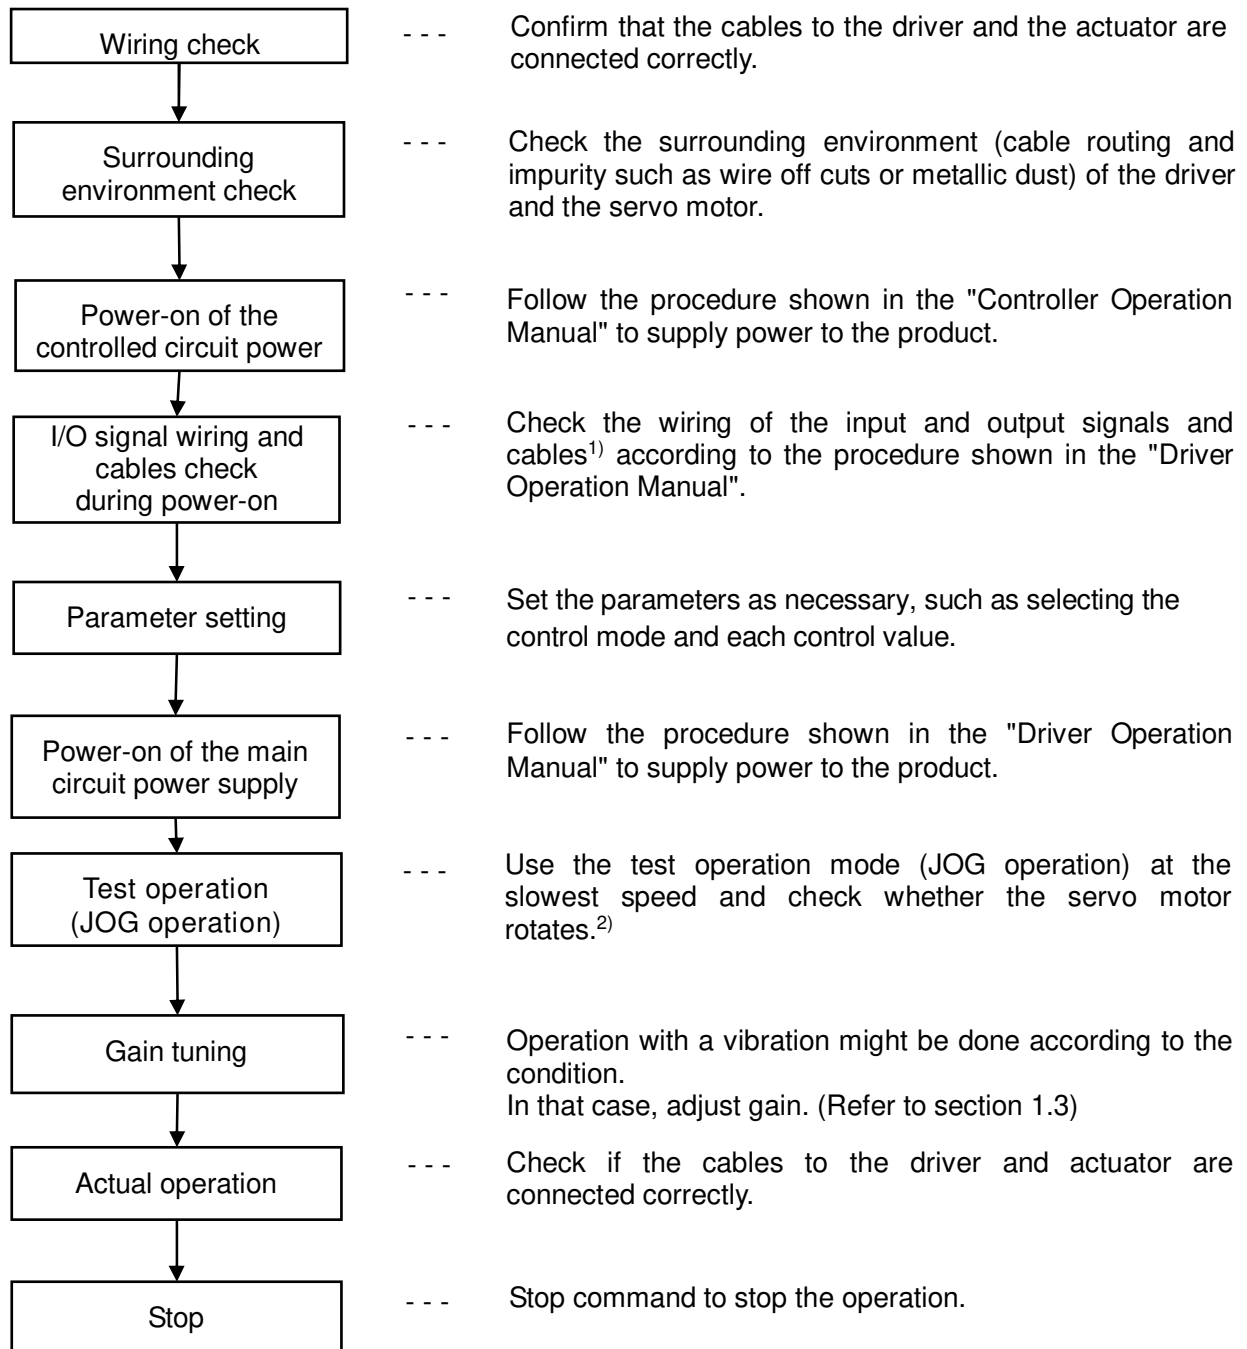 Wiring check
- - -
Confirm that the cables to the driver and the actuator are
connected correctly.
Surrounding
environment check
- - -
Check the surrounding environment (cable routing and
impurity such as wire off cuts or metallic dust) of the driver
and the servo motor.
Power-on of the
controlled circuit power
- - -
Follow the procedure shown in the "Controller Operation
Manual" to supply power to the product.
I/O signal wiring and
cables check
during power-on
- - -
Check the wiring of the input and output signals and
cables1) according to the procedure shown in the "Driver
Operation Manual".
Parameter setting
- - -
Set the parameters as necessary, such as selecting the
control mode and each control value.
Power-on of the main
circuit power supply
- - -
Follow the procedure shown in the "Driver Operation
Manual" to supply power to the product.
Test operation
(JOG operation)
- - -
Use the test operation mode (JOG operation) at the
slowest speed and check whether the servo motor
rotates.2)
Gain tuning
- - -
Operation with a vibration might be done according to the
condition.
In that case, adjust gain. (Refer to section 1.3)
Actual operation
- - -
Check if the cables to the driver and actuator are
connected correctly.
Stop
- - -
Stop command to stop the operation.